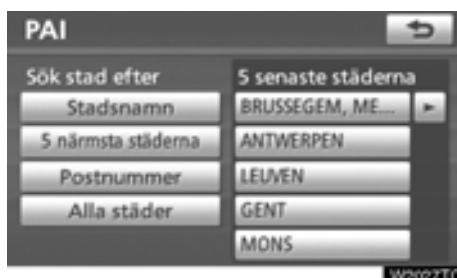 PAI
Sök stad efter
Stadsnamn
5 närmsta städerna
Postnummer
Alla städer
5 senaste städerna
BRUSSEGEM, ME....
ANTWERPEN
LEUVEN
GENT
MONS